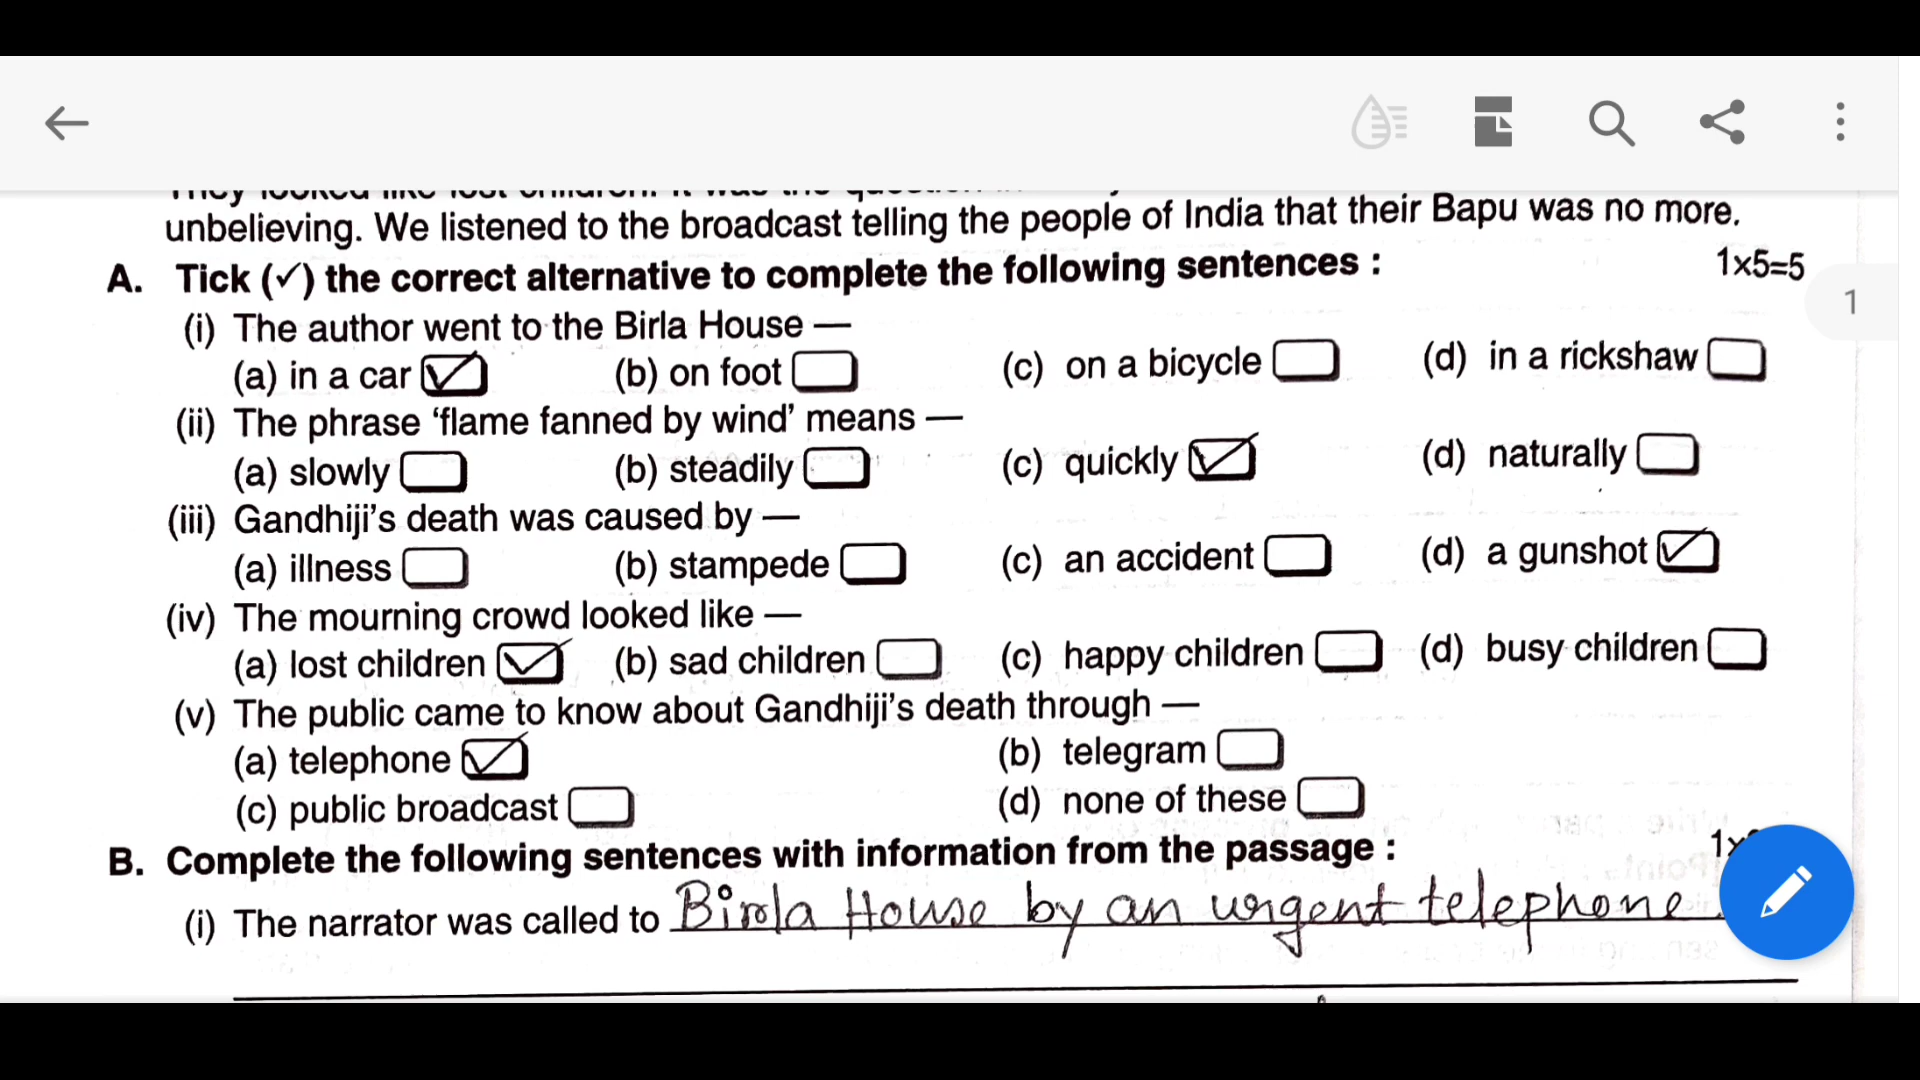 unbelieving. We listened to the broadcast telling the people of India that their Bapu was no more.
A. Tick (✓) the correct alternative to complete the following sentences : 1x5=5
1
(i) The author went to the Birla House —
(a) in a car ☑ (b) on foot ☐ (c) on a bicycle ☐ (d) in a rickshaw ☐
(ii) The phrase ‘flame fanned by wind’ means —
(a) slowly ☐ (b) steadily ☐ (c) quickly ☑ (d) naturally ☐
(iii) Gandhiji’s death was caused by —
(a) illness ☐ (b) stampede ☐ (c) an accident ☐ (d) a gunshot ☑
(iv) The mourning crowd looked like —
(a) lost children ☑ (b) sad children ☐ (c) happy children ☐ (d) busy children ☐
(v) The public came to know about Gandhiji’s death through —
(a) telephone ☑ (b) telegram ☐
(c) public broadcast ☐ (d) none of these ☐
B. Complete the following sentences with information from the passage :
(i) The narrator was called to Birla House by an urgent telephone